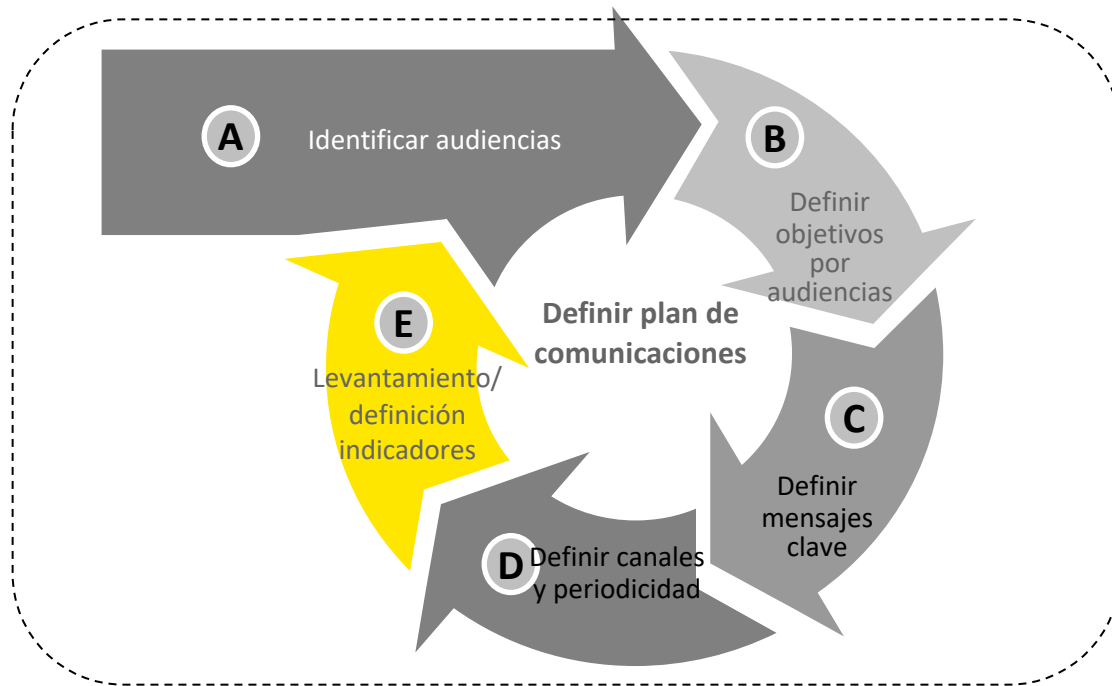 A
Identificar audiencias
B
Definir
objetivos
por
audiencias
Definir plan de
comunicaciones
E
Levantamiento/
definición
indicadores
C
Definir
mensajes
clave
D
Definir canales
y periodicidad